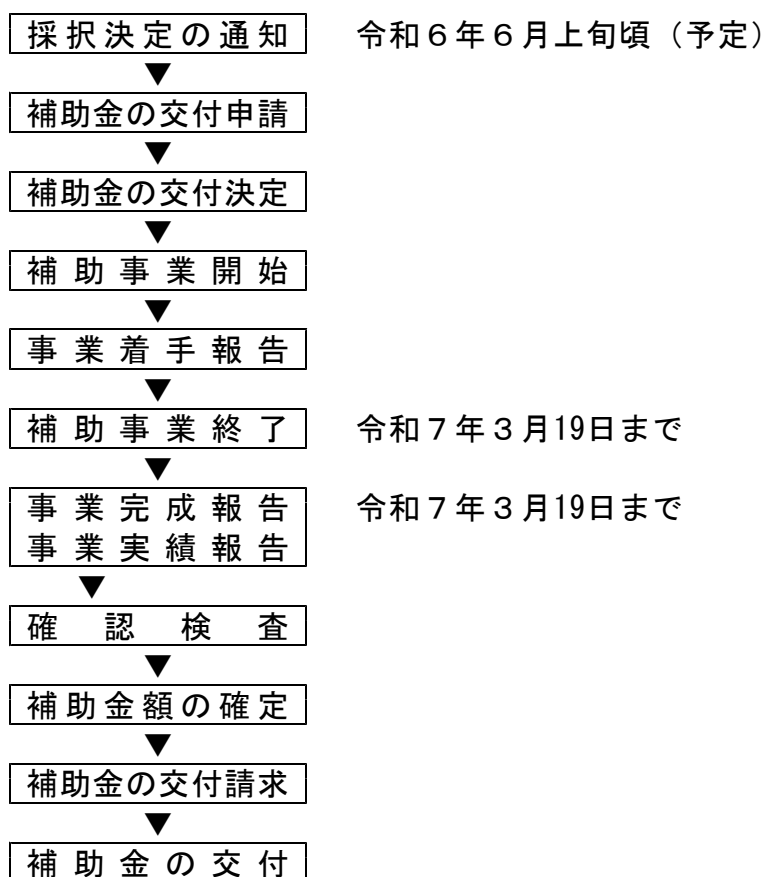 採択決定の通知 令和６年６月上旬頃（予定）
▼
補助金の交付申請
▼
補助金の交付決定
▼
補助事業開始
▼
事業着手報告
▼
補助事業終了 令和７年３月19日まで
▼
事業完成報告 令和７年３月19日まで
事業実績報告
▼
確認検査
▼
補助金額の確定
▼
補助金の交付請求
▼
補助金の交付